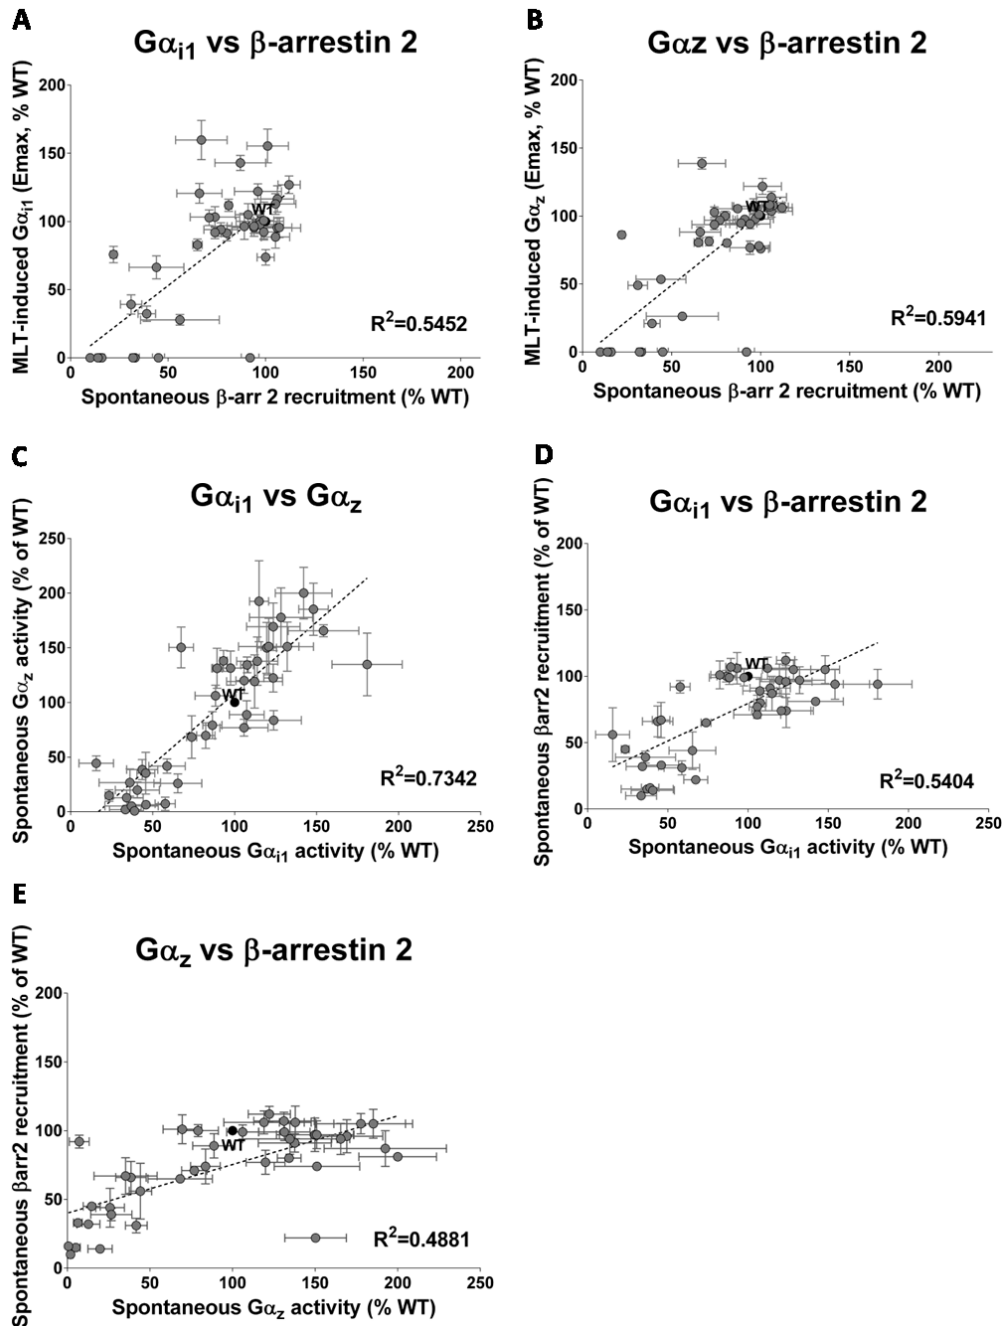 A
Gαi1 vs β-arrestin 2
MLT-induced Gαi1 (Emax, % WT)
200
150
100
50
0
WT
R2=0.5452
0 50 100 150 200
Spontaneous β-arr 2 recruitment (% WT)
B
Gαz vs β-arrestin 2
MLT-induced Gαz (Emax, % WT)
200
150
100
50
0
WT
R2=0.5941
0 50 100 150 200
Spontaneous β-arr 2 recruitment (% WT)
C
Gαi1 vs Gαz
Spontaneous Gαz activity (% of WT)
250
200
150
100
50
0
WT
R2=0.7342
0 50 100 150 200 250
Spontaneous Gαi1 activity (% WT)
D
Gαi1 vs β-arrestin 2
Spontaneous βarr2 recruitment (% of WT)
200
150
100
50
0
WT
R2=0.5404
0 50 100 150 200 250
Spontaneous Gαi1 activity (% WT)
E
Gαz vs β-arrestin 2
Spontaneous βarr2 recruitment (% of WT)
200
150
100
50
0
WT
R2=0.4881
0 50 100 150 200 250
Spontaneous Gαz activity (% WT)